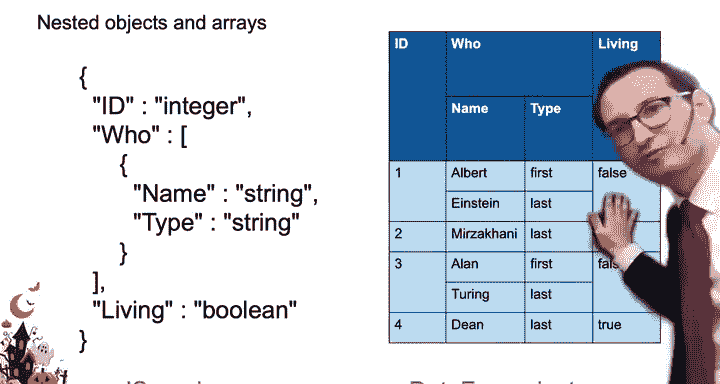 Nested objects and arrays
{
"ID" : "integer",
"Who" : [
{
"Name" : "string",
"Type" : "string"
}
],
"Living" : "boolean"
}
ID Who Living
Name Type
1 Albert first false
Einstein last
2 Mirzakhani last
3 Alan first
Turing last
4 Dean last true